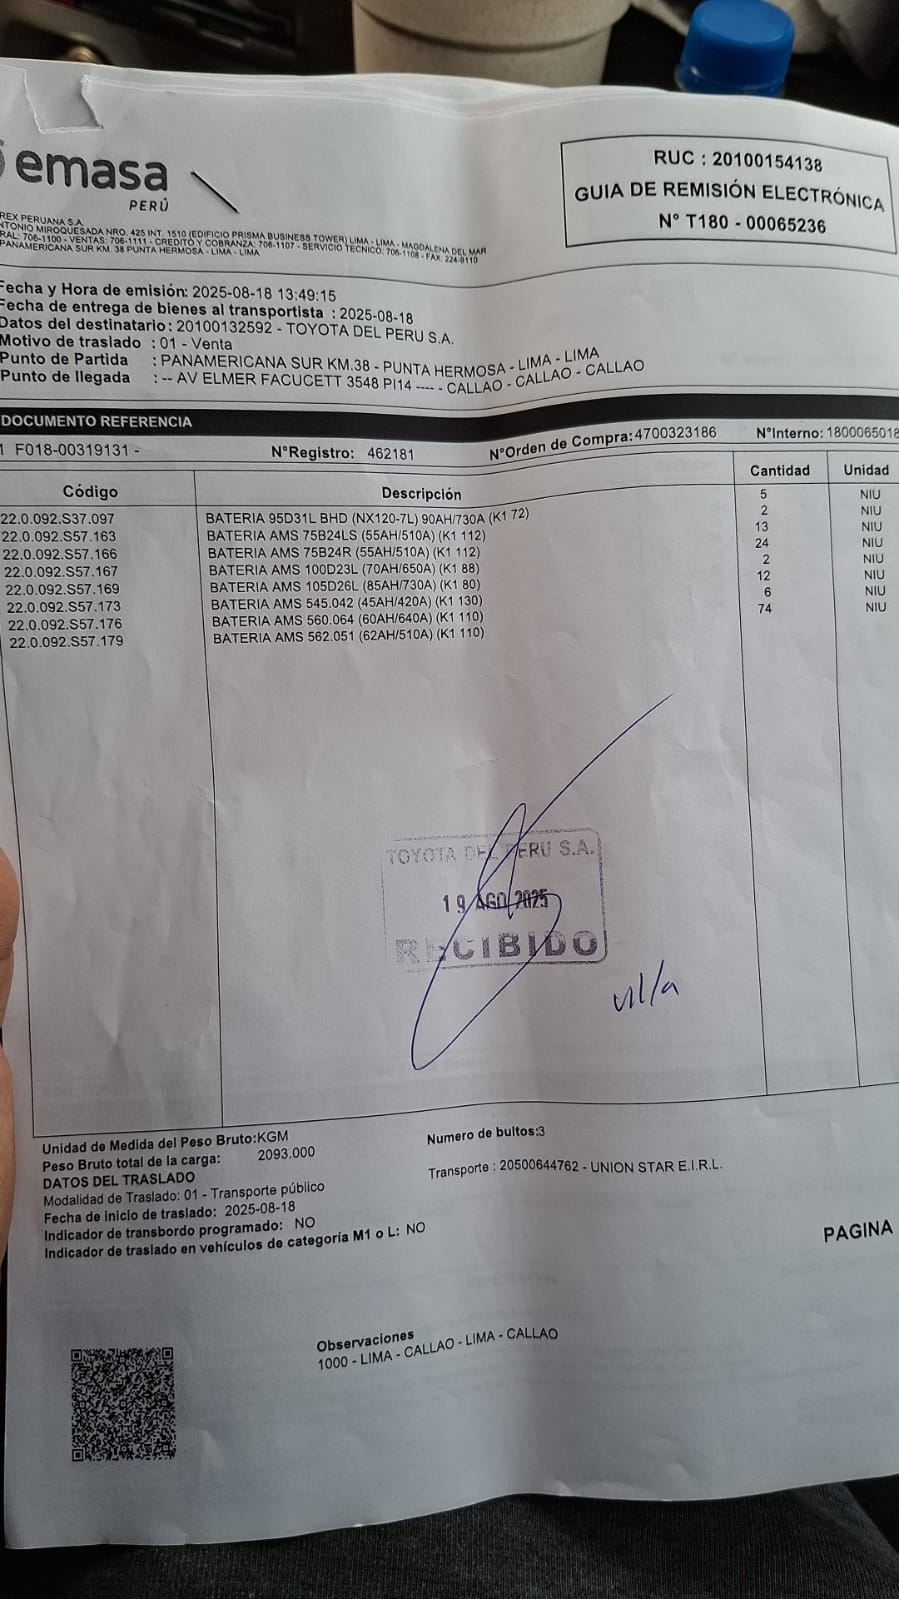 emasa
PERÚ
RUC : 20100154138
GUIA DE REMISIÓN ELECTRÓNICA
N° T180 - 00065236
REX PERUANA S.A.
NTONIO MIROQUESADA NRO. 425 INT. 1510 (EDIFICIO PRISMA BUSINESS TOWER) LIMA - LIMA - MAGDALENA DEL MAR
RAL: 706-1100 - VENTAS: 706-1111 - CREDITO Y COBRANZA: 706-1107 - SERVICIO TECNICO: 706-1108 - FAX: 224-9110
PANAMERICANA SUR KM. 38 PUNTA HERMOSA - LIMA - LIMA
Fecha y Hora de emisión: 2025-08-18 13:49:15
Fecha de entrega de bienes al transportista : 2025-08-18
Datos del destinatario: 20100132592 - TOYOTA DEL PERU S.A.
Motivo de traslado : 01 - Venta
Punto de Partida : PANAMERICANA SUR KM.38 - PUNTA HERMOSA - LIMA - LIMA
Punto de llegada : -- AV ELMER FACUCETT 3548 PI14 ---- - CALLAO - CALLAO - CALLAO
DOCUMENTO REFERENCIA
1 F018-00319131 - N°Registro: 462181 N°Orden de Compra: 4700323186 N°Interno: 1800065018
Código Descripción Cantidad Unidad
22.0.092.S37.097 BATERIA 95D31L BHD (NX120-7L) 90AH/730A (K1 72) 5 NIU
22.0.092.S57.163 BATERIA AMS 75B24LS (55AH/510A) (K1 112) 2 NIU
22.0.092.S57.166 BATERIA AMS 75B24R (55AH/510A) (K1 112) 13 NIU
22.0.092.S57.167 BATERIA AMS 100D23L (70AH/650A) (K1 88) 24 NIU
22.0.092.S57.169 BATERIA AMS 105D26L (85AH/730A) (K1 80) 2 NIU
22.0.092.S57.173 BATERIA AMS 545.042 (45AH/420A) (K1 130) 12 NIU
22.0.092.S57.176 BATERIA AMS 560.064 (60AH/640A) (K1 110) 6 NIU
22.0.092.S57.179 BATERIA AMS 562.051 (62AH/510A) (K1 110) 74 NIU
TOYOTA DEL PERU S.A.
19 AGO 2025
RECIBIDO
Unidad de Medida del Peso Bruto:KGM
Peso Bruto total de la carga: 2093.000
Numero de bultos:3
DATOS DEL TRASLADO
Modalidad de Traslado: 01 - Transporte público
Transporte : 20500644762 - UNION STAR E.I.R.L.
Fecha de inicio de traslado: 2025-08-18
Indicador de transbordo programado: NO
Indicador de traslado en vehículos de categoría M1 o L: NO
PAGINA
Observaciones
1000 - LIMA - CALLAO - LIMA - CALLAO